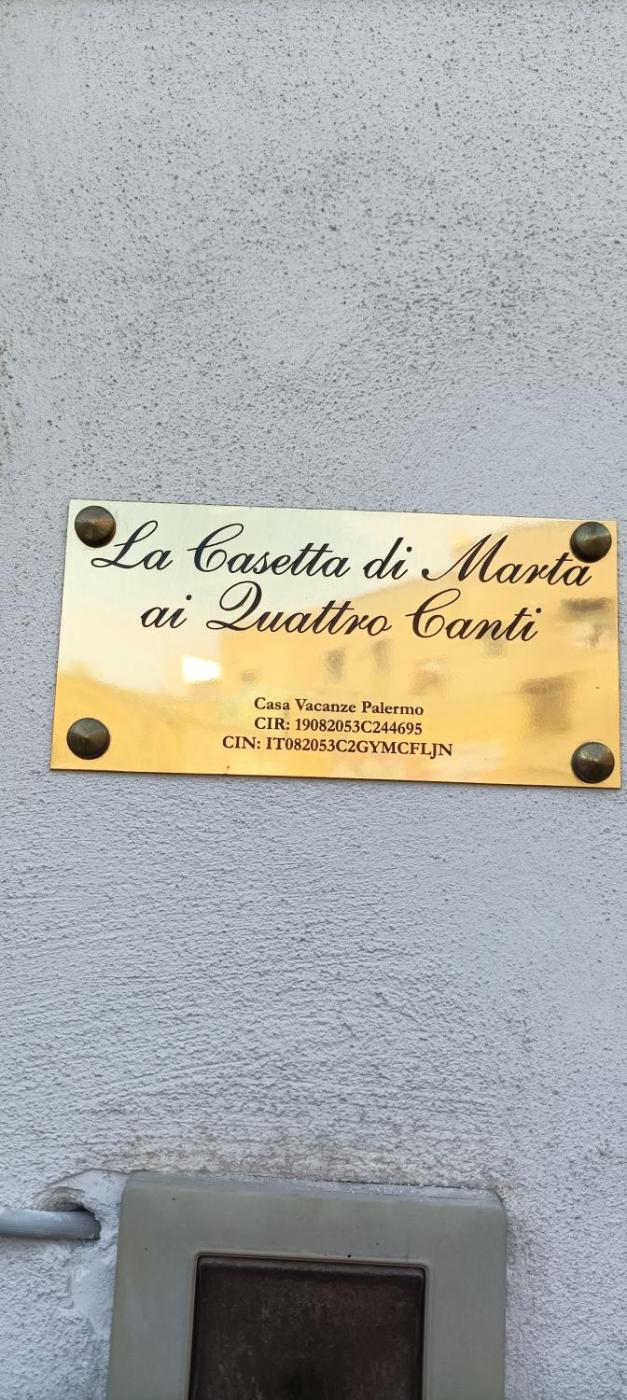 La Casetta di Marta
ai Quattro Canti
Casa Vacanze Palermo
CIR: 19082053C244695
CIN: IT082053C2GYMCFLJN